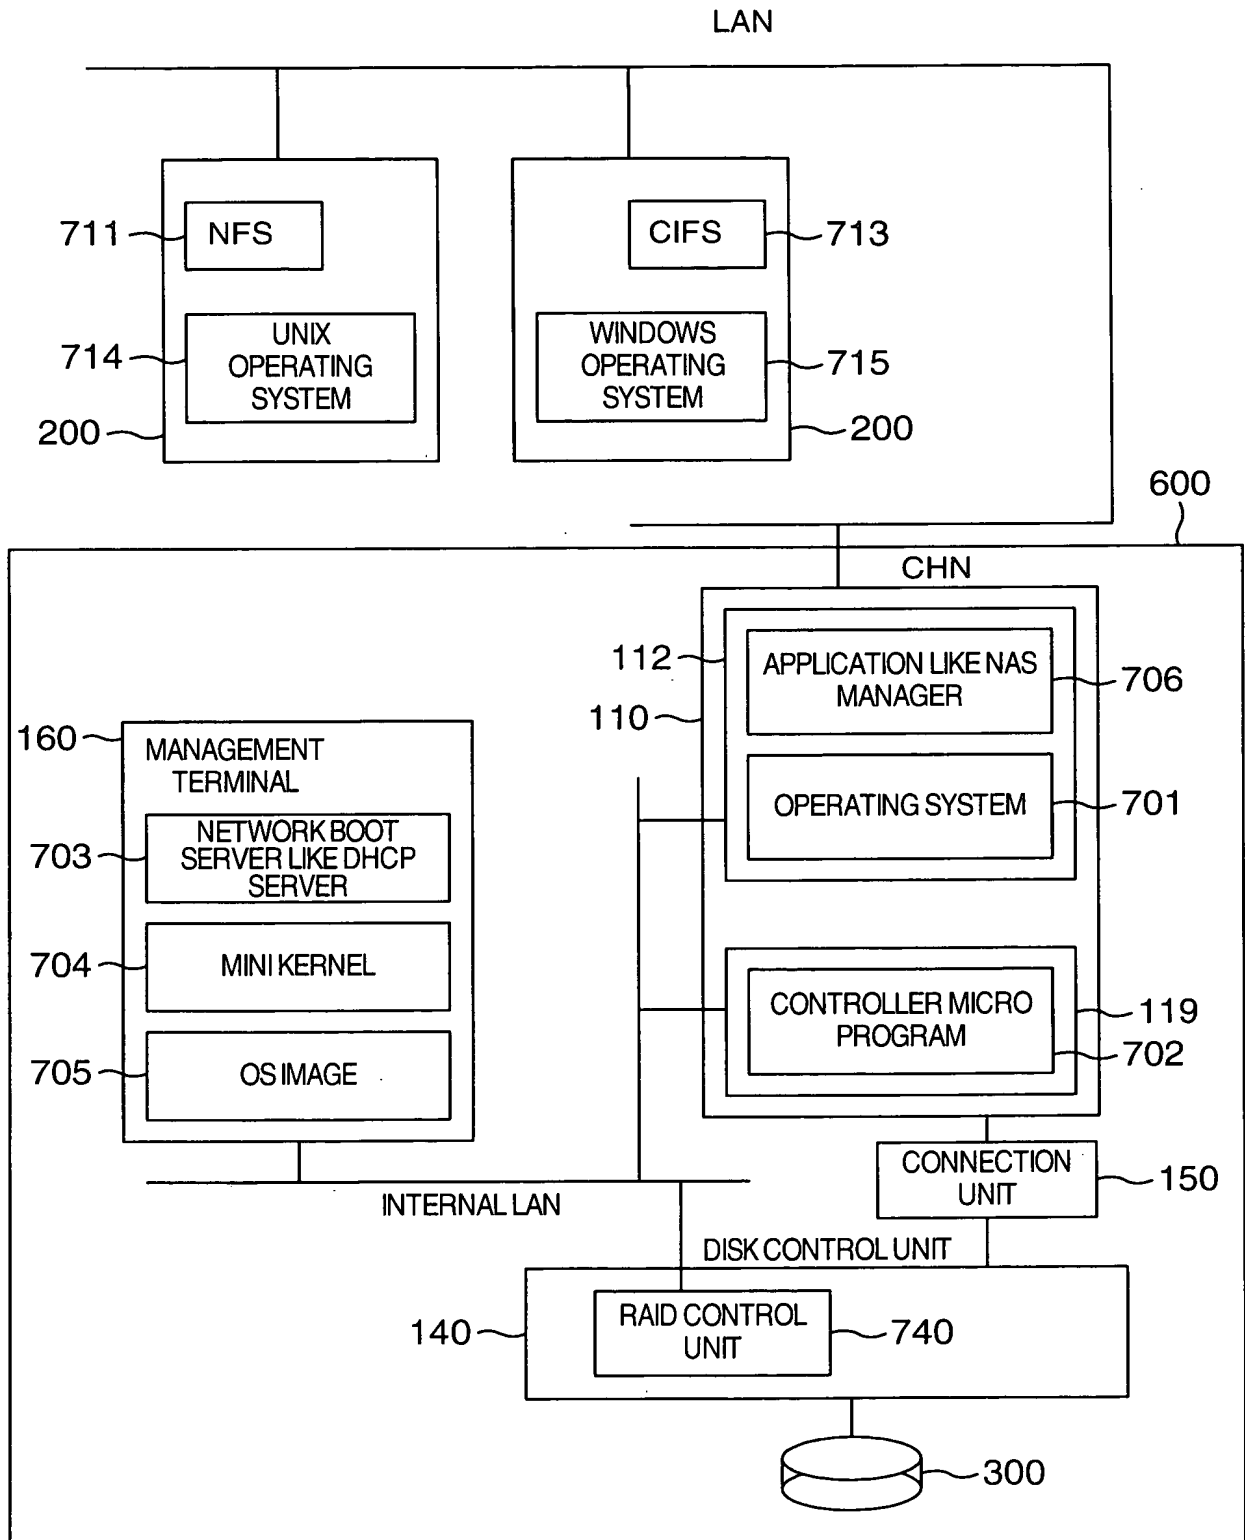 LAN
711
NFS
CIFS
713
714
UNIX
OPERATING
SYSTEM
WINDOWS
OPERATING
SYSTEM
715
200
200
600
CHN
112
APPLICATION LIKE NAS
MANAGER
706
110
160
MANAGEMENT
TERMINAL
OPERATING SYSTEM
701
703
NETWORK BOOT
SERVER LIKE DHCP
SERVER
704
MINI KERNEL
CONTROLLER MICRO
PROGRAM
119
702
705
OS IMAGE
CONNECTION
UNIT
150
INTERNAL LAN
DISK CONTROL UNIT
140
RAID CONTROL
UNIT
740
300